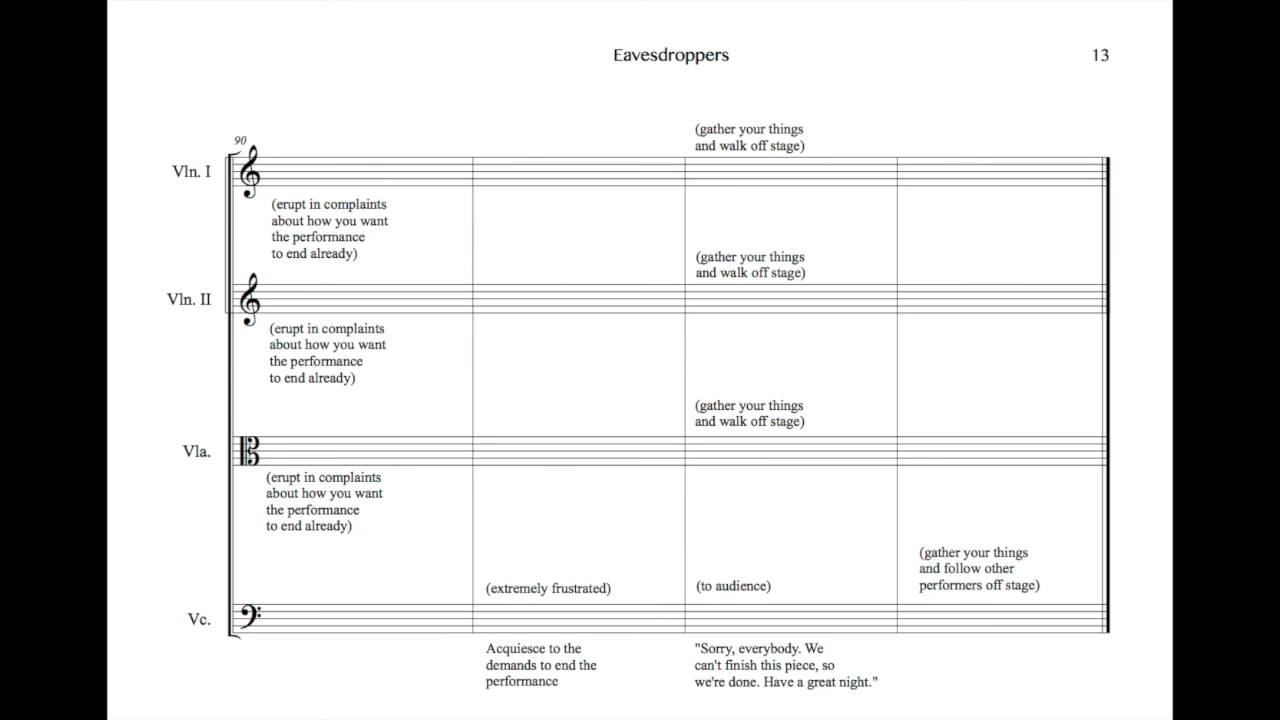 Eavesdroppers
13
90
(gather your things
and walk off stage)
Vln. I
(erupt in complaints
about how you want
the performance
to end already)
(gather your things
and walk off stage)
Vln. II
(erupt in complaints
about how you want
the performance
to end already)
(gather your things
and walk off stage)
Vla.
(erupt in complaints
about how you want
the performance
to end already)
(extremely frustrated)
(to audience)
(gather your things
and follow other
performers off stage)
Vc.
Acquiesce to the
demands to end the
performance
"Sorry, everybody. We
can't finish this piece, so
we're done. Have a great night."